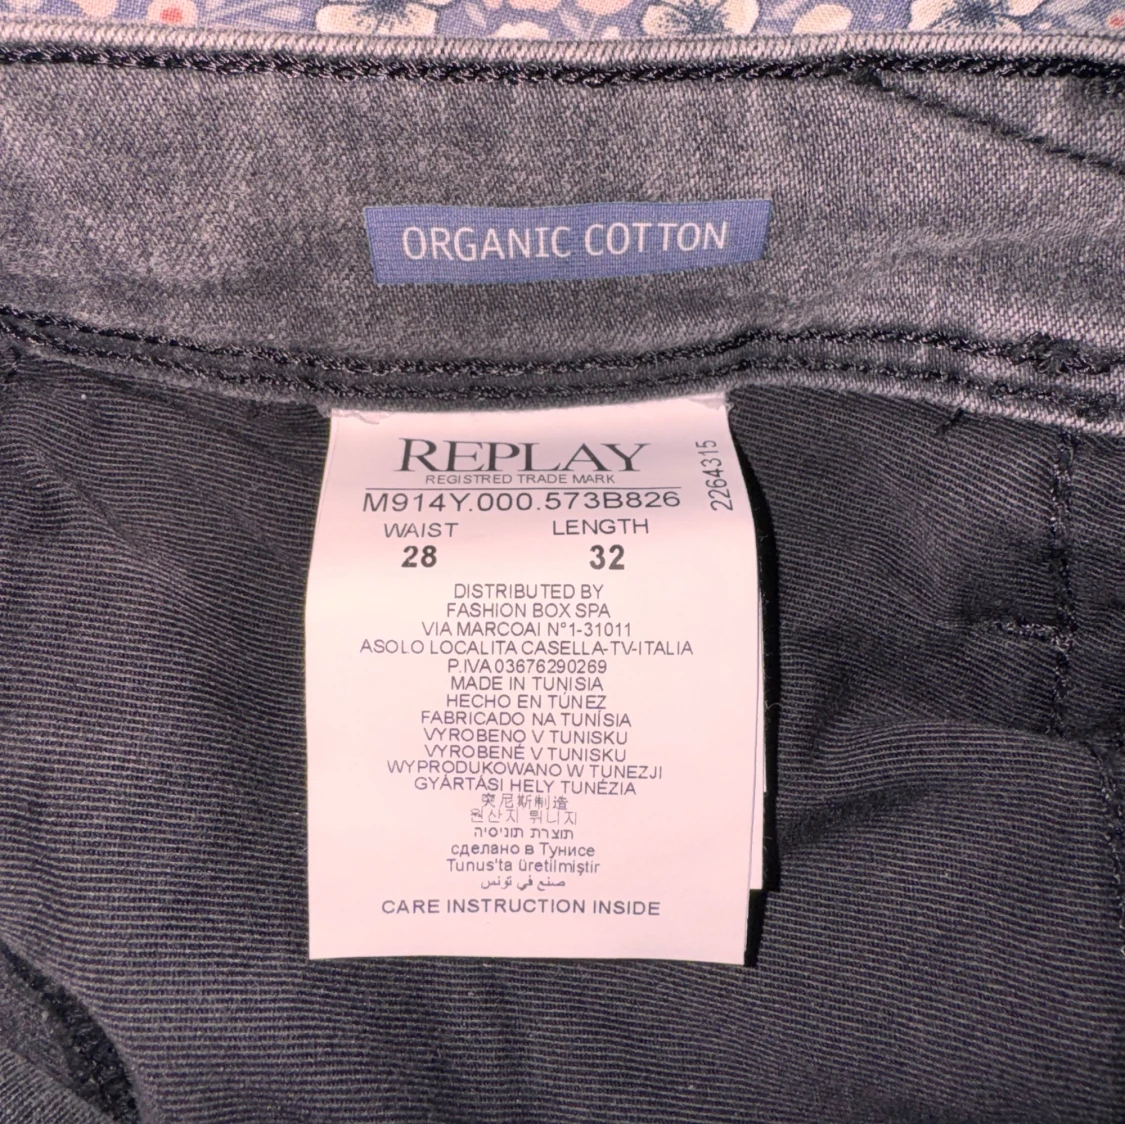 ORGANIC COTTON
REPLAY
REGISTRED TRADE MARK
2264315
M914Y.000.573B826
WAIST LENGTH
28 32
DISTRIBUTED BY
FASHION BOX SPA
VIA MARCOAI N°1-31011
ASOLO LOCALITA CASELLA-TV-ITALIA
P.IVA 03676290269
MADE IN TUNISIA
HECHO EN TÚNEZ
FABRICADO NA TUNÍSIA
VYROBENO V TUNISKU
VYROBENÉ V TUNISKU
WYPRODUKOWANO W TUNEZJI
GYÁRTÁSI HELY TUNÉZIA
突尼斯制造
원산지 튀니지
תוצרת תוניסיה
сделано в Тунисе
Tunus'ta üretilmiştir
صنع في تونس
CARE INSTRUCTION INSIDE